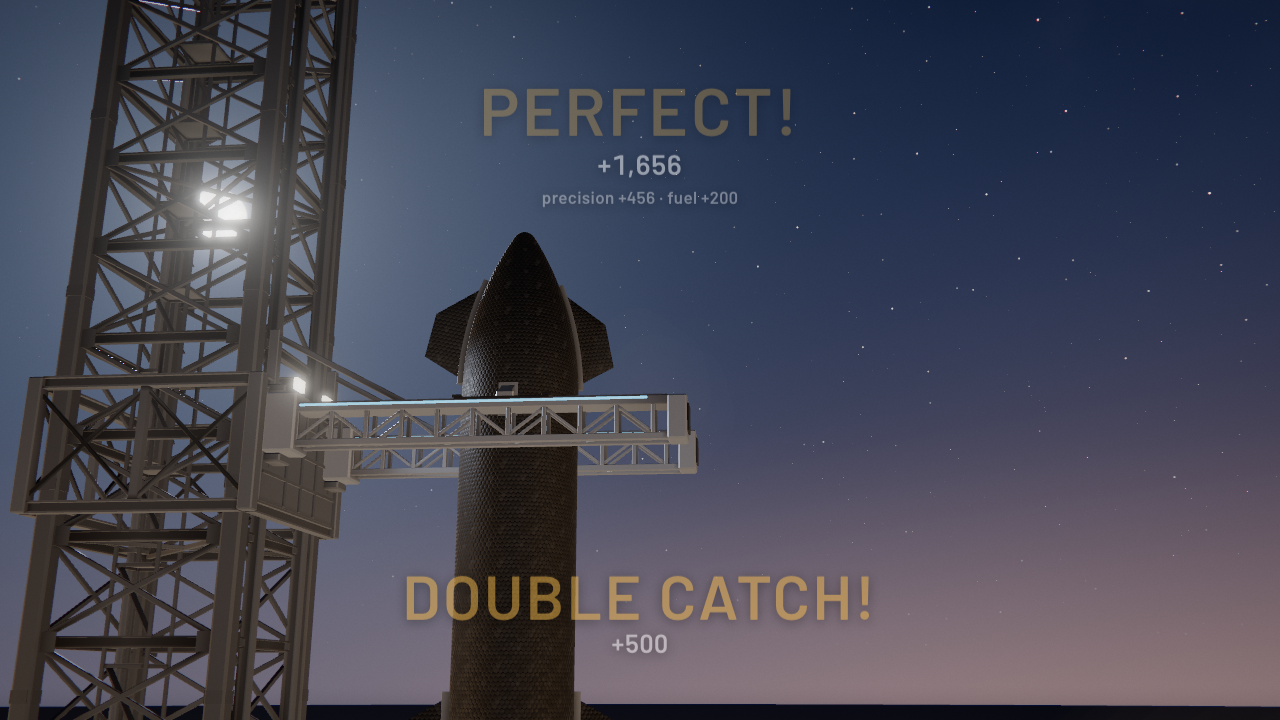 PERFECT!
+1,656
precision +456 · fuel +200
DOUBLE CATCH!
+500